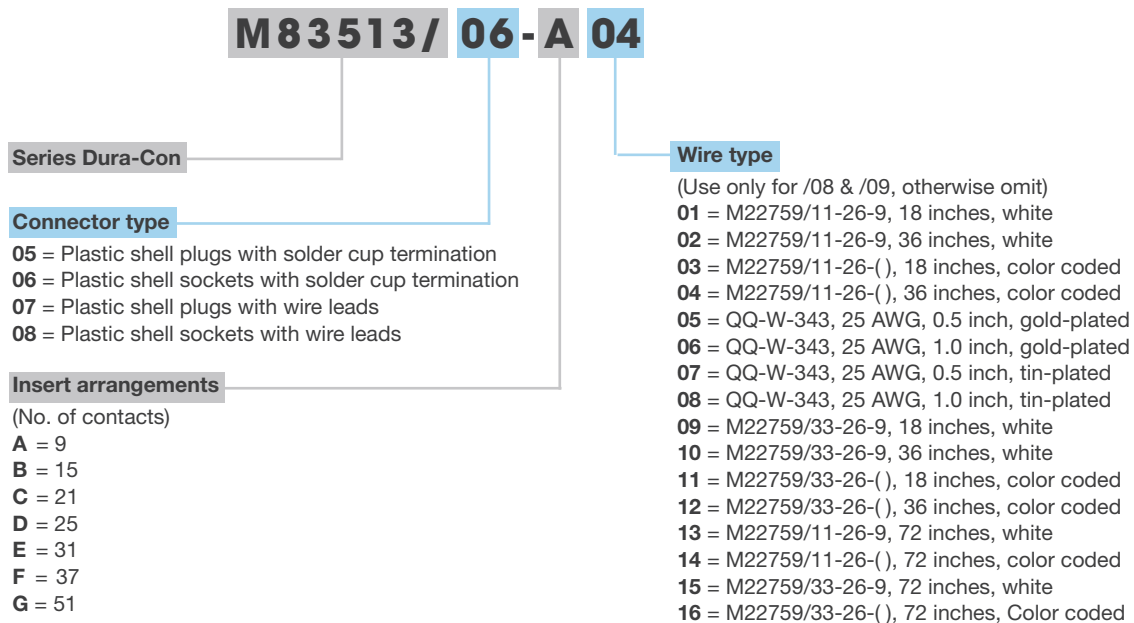 M83513/ 06-A 04
Series Dura-Con
Connector type
05 = Plastic shell plugs with solder cup termination
06 = Plastic shell sockets with solder cup termination
07 = Plastic shell plugs with wire leads
08 = Plastic shell sockets with wire leads
Insert arrangements
(No. of contacts)
A = 9
B = 15
C = 21
D = 25
E = 31
F = 37
G = 51
Wire type
(Use only for /08 & /09, otherwise omit)
01 = M22759/11-26-9, 18 inches, white
02 = M22759/11-26-9, 36 inches, white
03 = M22759/11-26-( ), 18 inches, color coded
04 = M22759/11-26-( ), 36 inches, color coded
05 = QQ-W-343, 25 AWG, 0.5 inch, gold-plated
06 = QQ-W-343, 25 AWG, 1.0 inch, gold-plated
07 = QQ-W-343, 25 AWG, 0.5 inch, tin-plated
08 = QQ-W-343, 25 AWG, 1.0 inch, tin-plated
09 = M22759/33-26-9, 18 inches, white
10 = M22759/33-26-9, 36 inches, white
11 = M22759/33-26-( ), 18 inches, color coded
12 = M22759/33-26-( ), 36 inches, color coded
13 = M22759/11-26-9, 72 inches, white
14 = M22759/11-26-( ), 72 inches, color coded
15 = M22759/33-26-9, 72 inches, white
16 = M22759/33-26-( ), 72 inches, Color coded